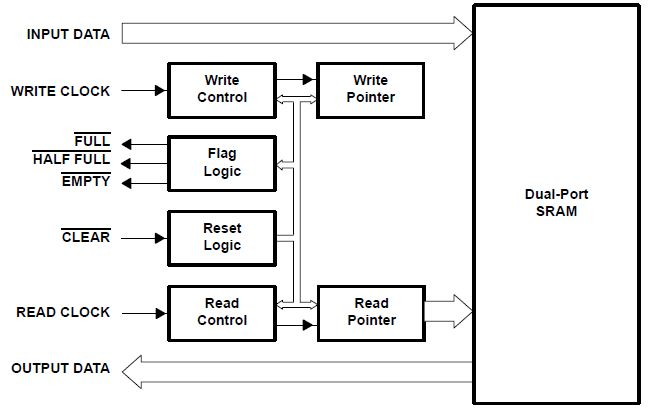 INPUT DATA
WRITE CLOCK
Write
Control
Write
Pointer
FULL
HALF FULL
EMPTY
Flag
Logic
Dual-Port
SRAM
CLEAR
Reset
Logic
READ CLOCK
Read
Control
Read
Pointer
OUTPUT DATA